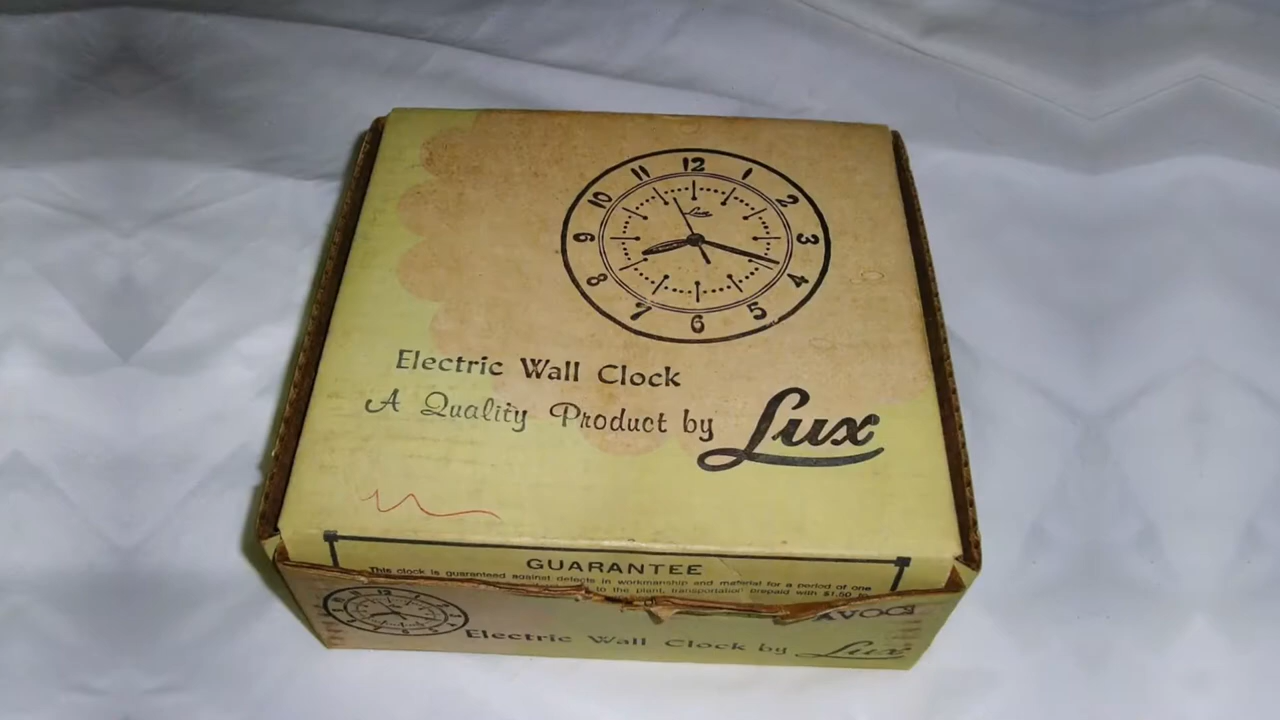 12
11 1
10 2
9 3
8 4
7 5
6
Lux
Electric Wall Clock
A Quality Product by Lux
GUARANTEE
This clock is guaranteed against defects in workmanship and material for a period of one
to the plant, transportation prepaid with $1.50 to
Electric Wall Clock by Lux